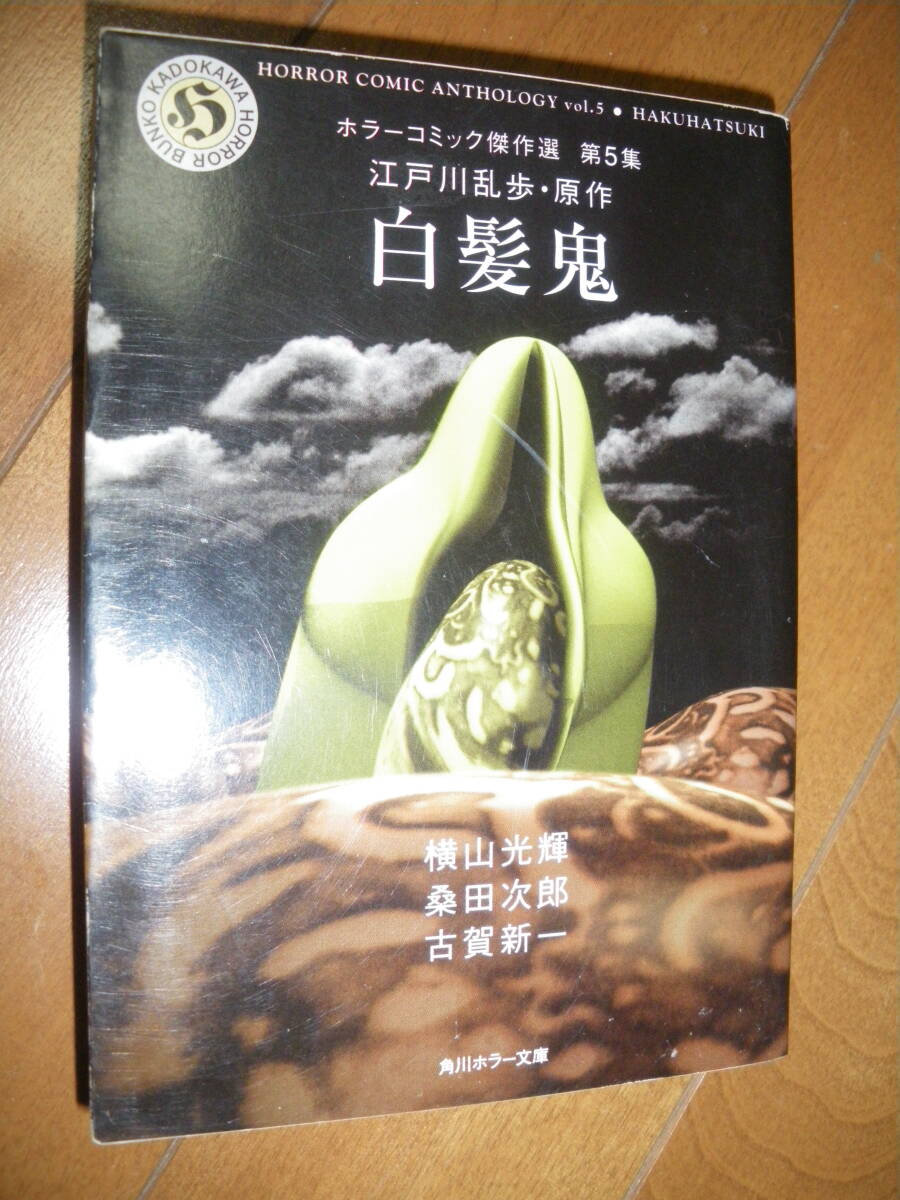 KADOKAWA HORROR BUNKO
H
HORROR COMIC ANTHOLOGY vol.5 ● HAKUHATSUKI
ホラーコミック傑作選 第5集
江戸川乱歩・原作
白髪鬼
横山光輝
桑田次郎
古賀新一
角川ホラー文庫